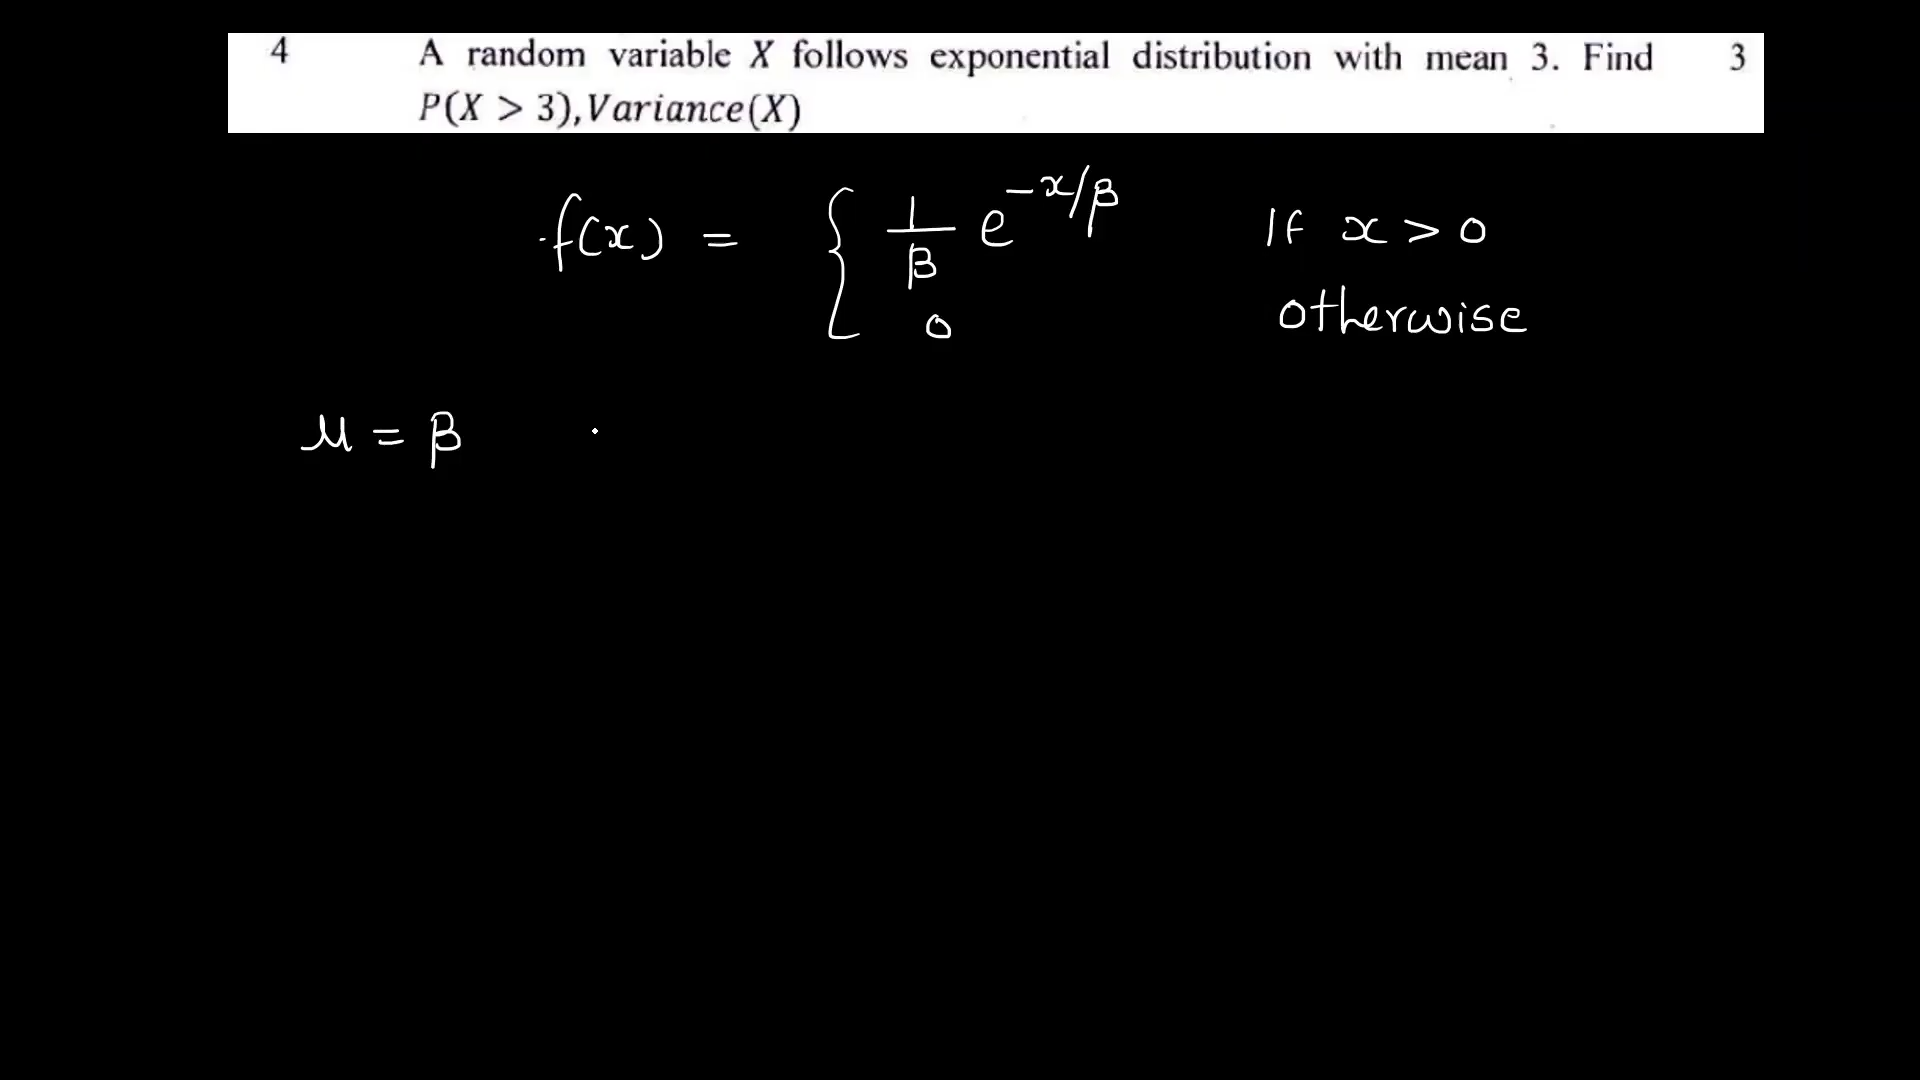 4 A random variable X follows exponential distribution with mean 3. Find 3
P(X > 3), Variance(X)
f(x) = { 1/β e^{-x/β} If x > 0
0 otherwise
μ = β